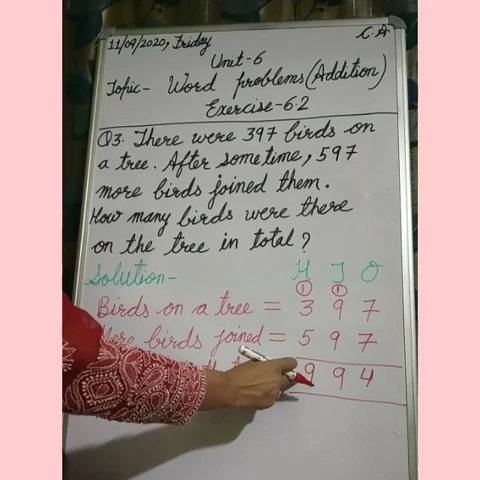 11/09/2020, Friday C.A
Unit-6
Topic- Word problems (Addition)
Exercise-6.2
Q3. There were 397 birds on
a tree. After sometime, 597
more birds joined them.
How many birds were there
on the tree in total?
Solution- H T O
1 1
Birds on a tree = 3 9 7
More birds joined = 5 9 7
9 9 4